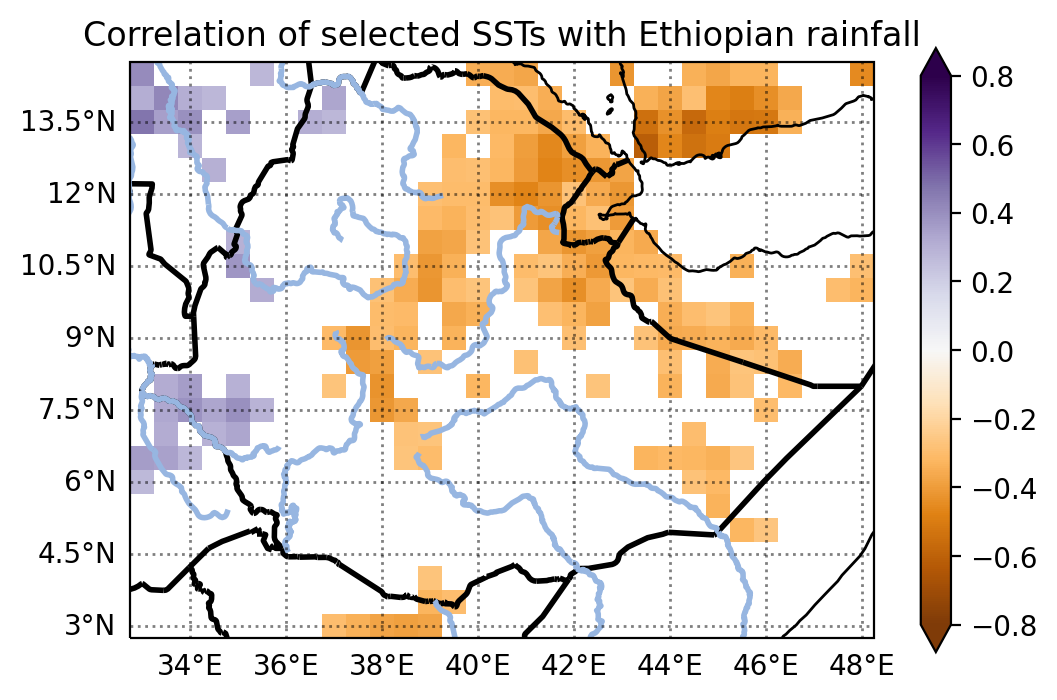 Correlation of selected SSTs with Ethiopian rainfall
13.5°N
12°N
10.5°N
9°N
7.5°N
6°N
4.5°N
3°N
34°E 36°E 38°E 40°E 42°E 44°E 46°E 48°E
0.8
0.6
0.4
0.2
0.0
−0.2
−0.4
−0.6
−0.8